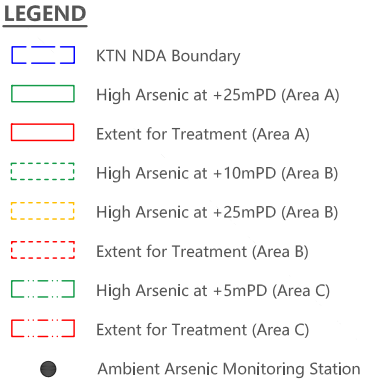 LEGEND
KTN NDA Boundary
High Arsenic at +25mPD (Area A)
Extent for Treatment (Area A)
High Arsenic at +10mPD (Area B)
High Arsenic at +25mPD (Area B)
Extent for Treatment (Area B)
High Arsenic at +5mPD (Area C)
Extent for Treatment (Area C)
Ambient Arsenic Monitoring Station